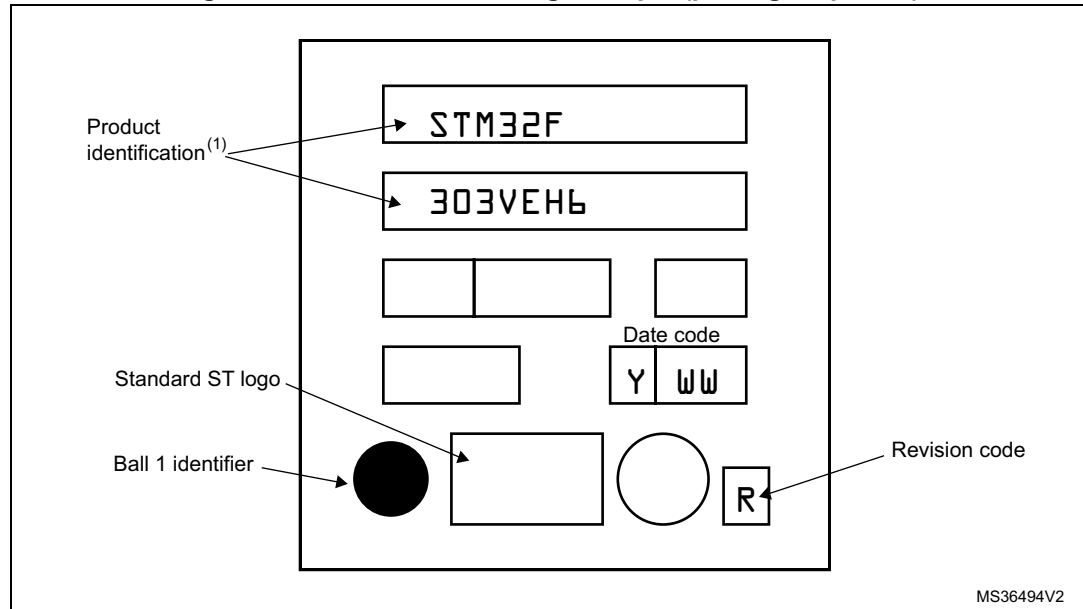 Product
identification(1)
STM32F
303VEH6
Date code
Y WW
Standard ST logo
Ball 1 identifier
Revision code
R
MS36494V2